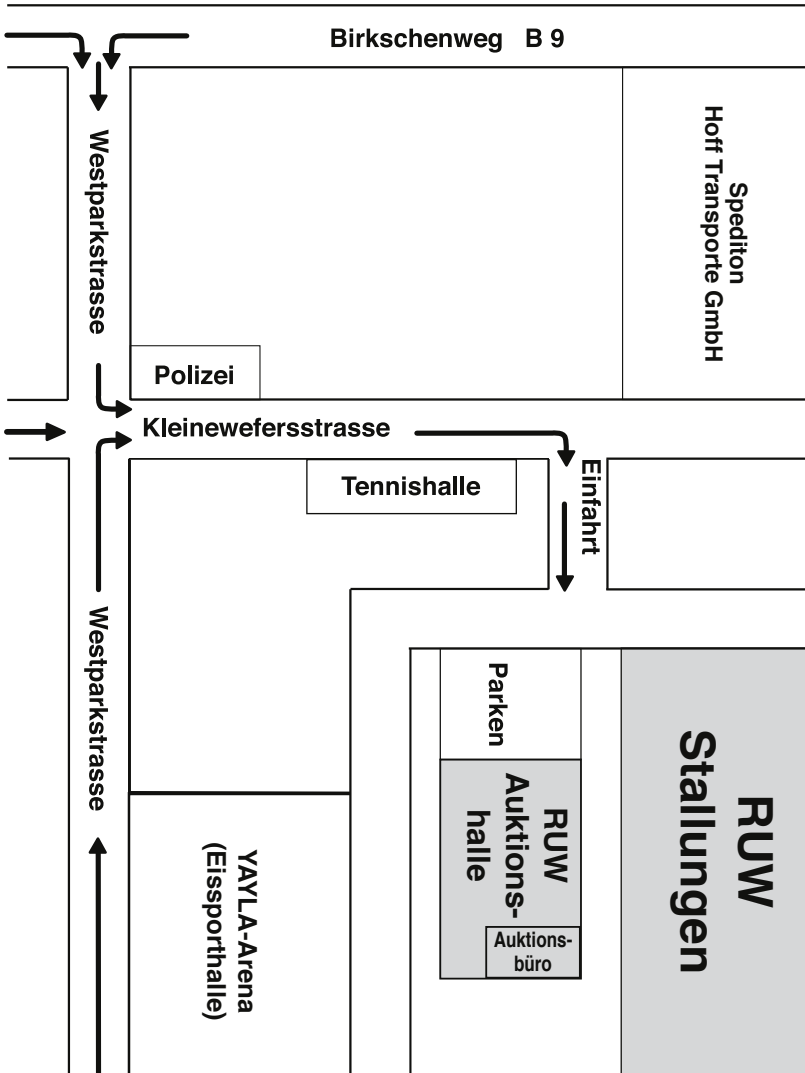 Birkschenweg B 9
Westparkstrasse
Spediton
Hoff Transporte GmbH
Polizei
Kleinewefersstrasse
Tennishalle
Einfahrt
Westparkstrasse
Parken
RUW
Auktions-
halle
Auktions-
büro
RUW
Stallungen
YAYLA-Arena
(Eissporthalle)